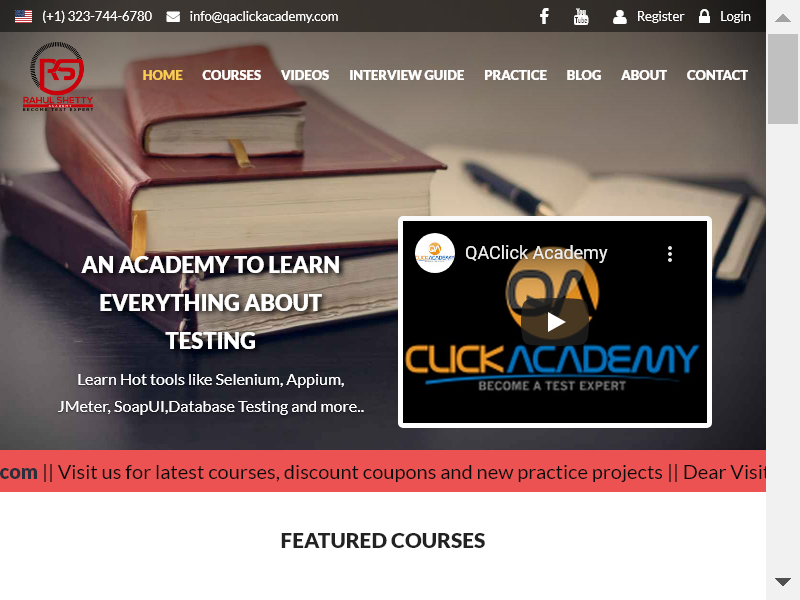 (+1) 323-744-6780 info@qaclickacademy.com Register Login
RAHUL SHETTY
BECOME TEST EXPERT
HOME COURSES VIDEOS INTERVIEW GUIDE PRACTICE BLOG ABOUT CONTACT
AN ACADEMY TO LEARN
EVERYTHING ABOUT
TESTING
Learn Hot tools like Selenium, Appium,
JMeter, SoapUI,Database Testing and more..
QAClick Academy
QA
CLICKACADEMY
BECOME A TEST EXPERT
com || Visit us for latest courses, discount coupons and new practice projects || Dear Visit
FEATURED COURSES